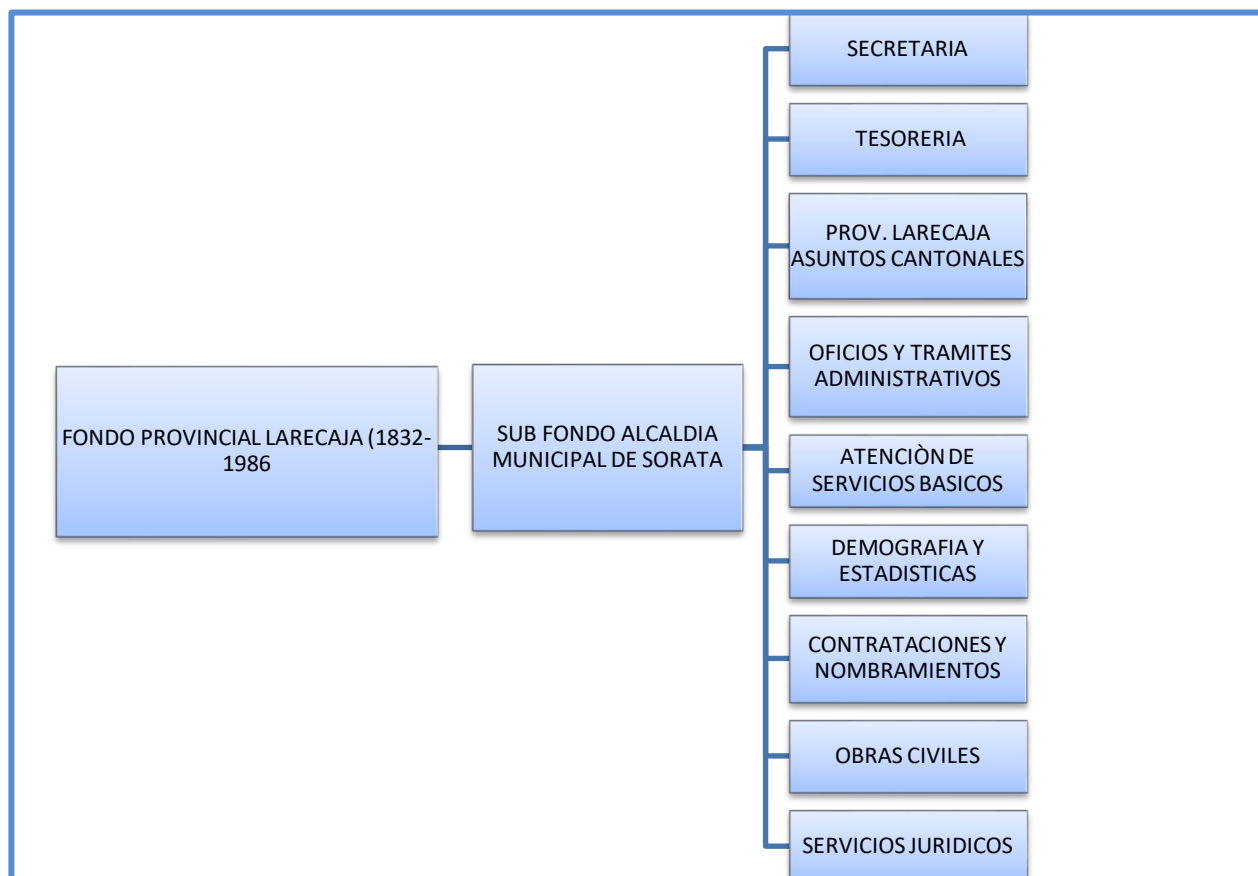 FONDO PROVINCIAL LARECAJA (1832-
1986
SUB FONDO ALCALDIA
MUNICIPAL DE SORATA
SECRETARIA
TESORERIA
PROV. LARECAJA
ASUNTOS CANTONALES
OFICIOS Y TRAMITES
ADMINISTRATIVOS
ATENCIÒN DE
SERVICIOS BASICOS
DEMOGRAFIA Y
ESTADISTICAS
CONTRATACIONES Y
NOMBRAMIENTOS
OBRAS CIVILES
SERVICIOS JURIDICOS